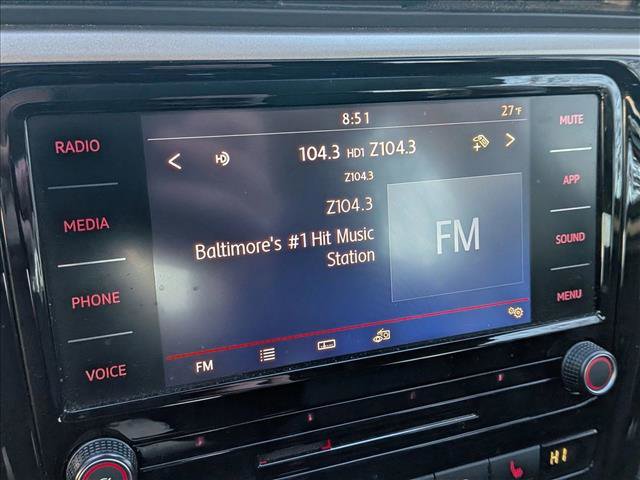 8:51
27°F
RADIO
MEDIA
PHONE
VOICE
104.3 HD1 Z104.3
Z104.3
Z104.3
Baltimore's #1 Hit Music
Station
FM
FM
MUTE
APP
SOUND
MENU
HI